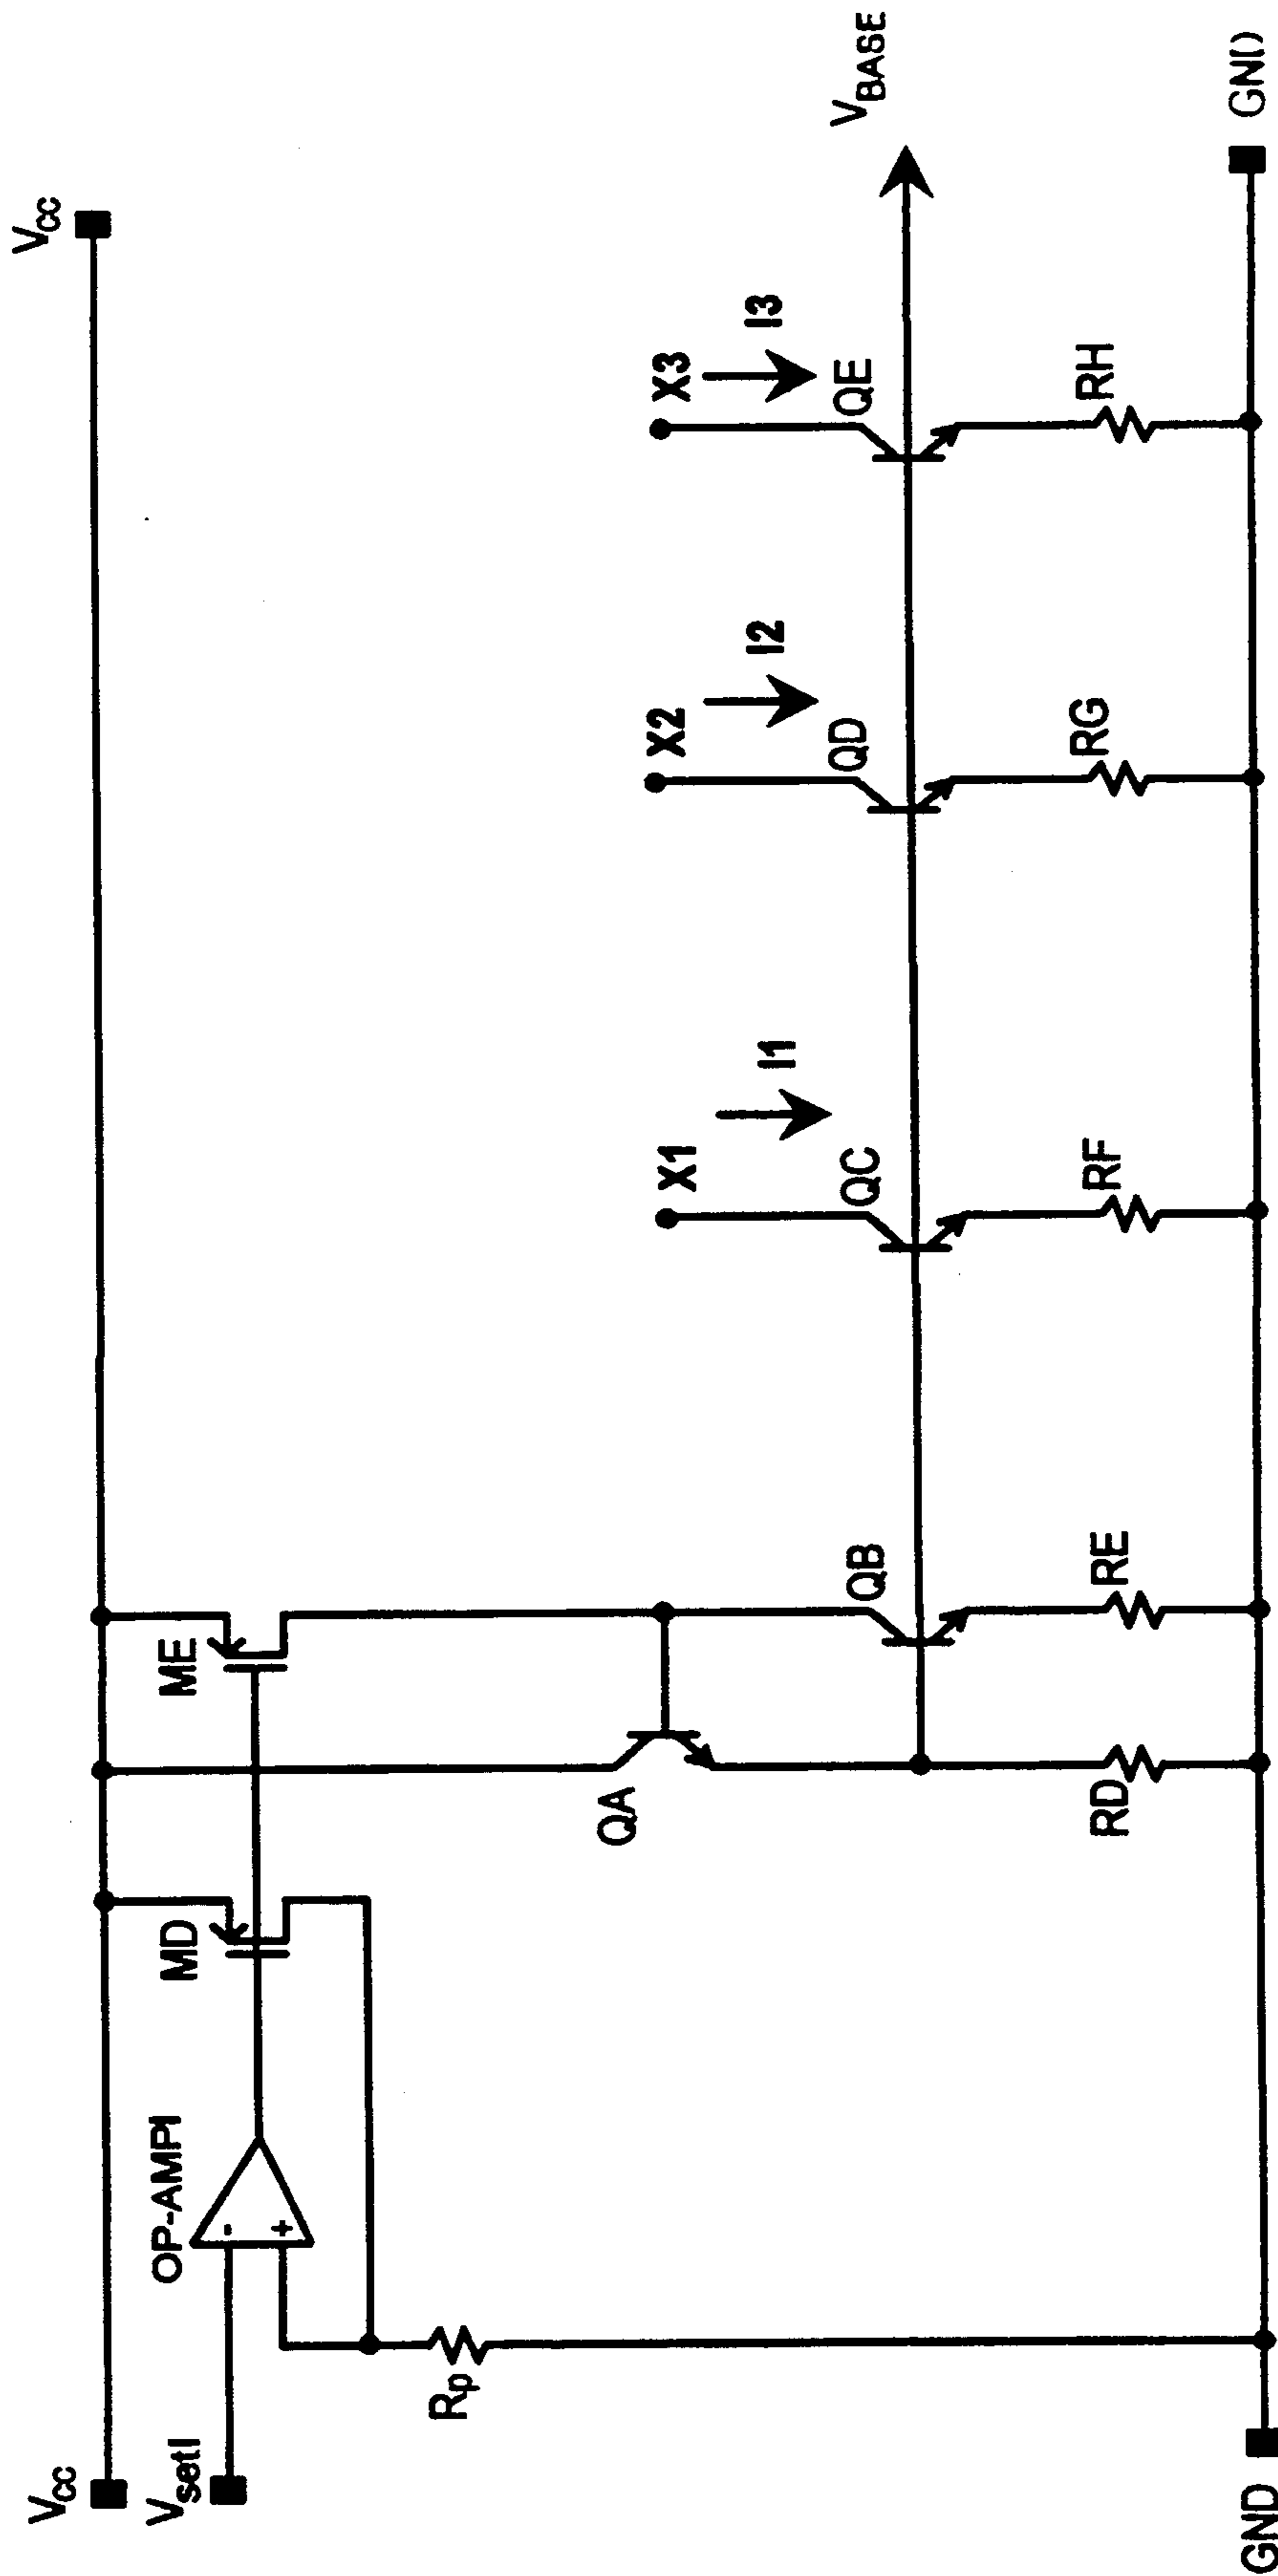 Vcc
Vcc
VsetI
OP-AMPI
-
+
MD
ME
Rp
QA
QB
RD
RE
X1
I1
QC
RF
X2
I2
QD
RG
X3
I3
QE
RH
VBASE
GND
GND